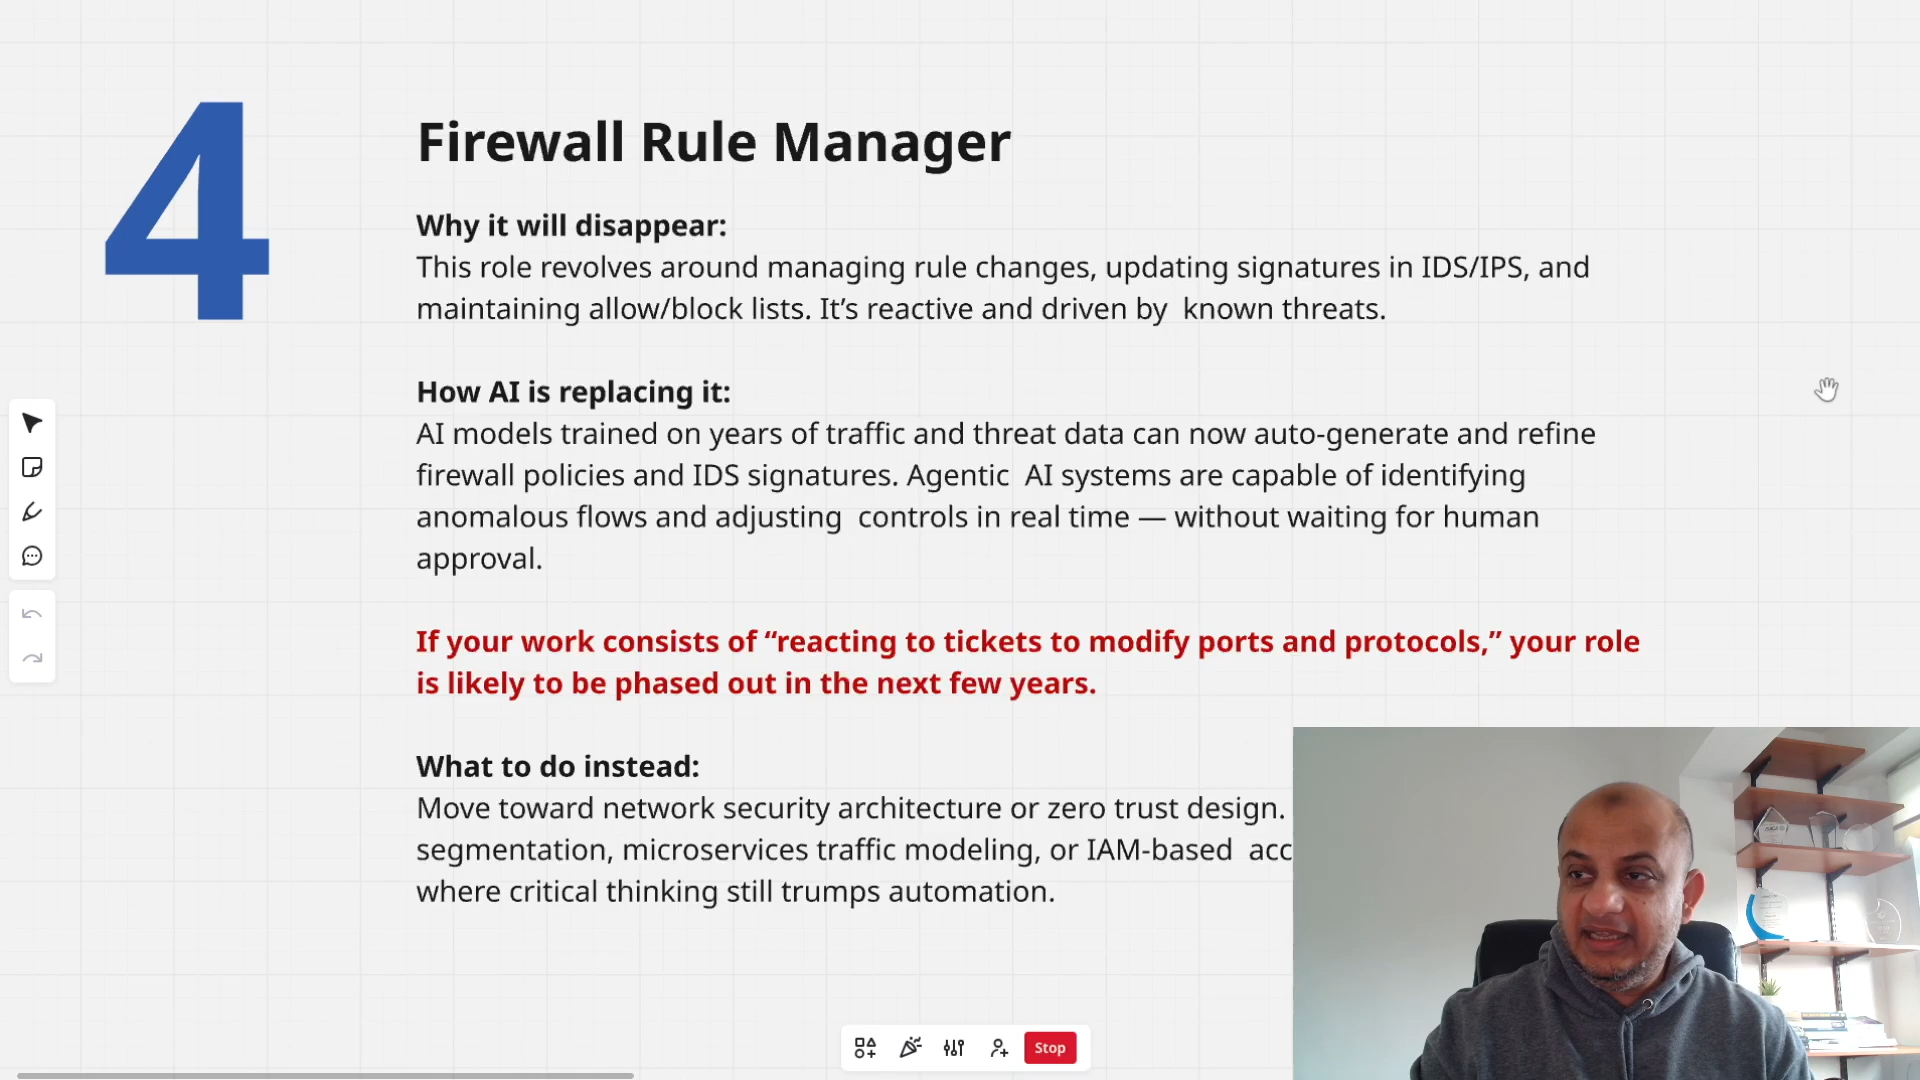 4
Firewall Rule Manager
Why it will disappear:
This role revolves around managing rule changes, updating signatures in IDS/IPS, and
maintaining allow/block lists. It’s reactive and driven by  known threats.
How AI is replacing it:
AI models trained on years of traffic and threat data can now auto-generate and refine
firewall policies and IDS signatures. Agentic  AI systems are capable of identifying
anomalous flows and adjusting  controls in real time — without waiting for human
approval.
If your work consists of “reacting to tickets to modify ports and protocols,” your role
is likely to be phased out in the next few years.
What to do instead:
Move toward network security architecture or zero trust design.
segmentation, microservices traffic modeling, or IAM-based  acc
where critical thinking still trumps automation.
Stop